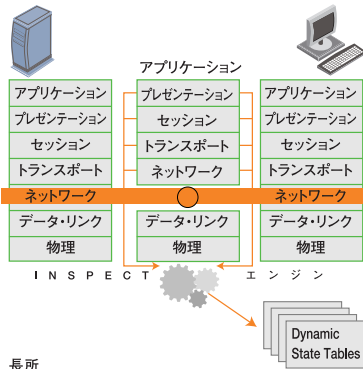 アプリケーション
アプリケーション
プレゼンテーション
セッション
トランスポート
ネットワーク
データ・リンク
物理
プレゼンテーション
セッション
トランスポート
ネットワーク
データ・リンク
物理
アプリケーション
プレゼンテーション
セッション
トランスポート
ネットワーク
データ・リンク
物理
INSPECT エンジン
Dynamic
State Tables
長所